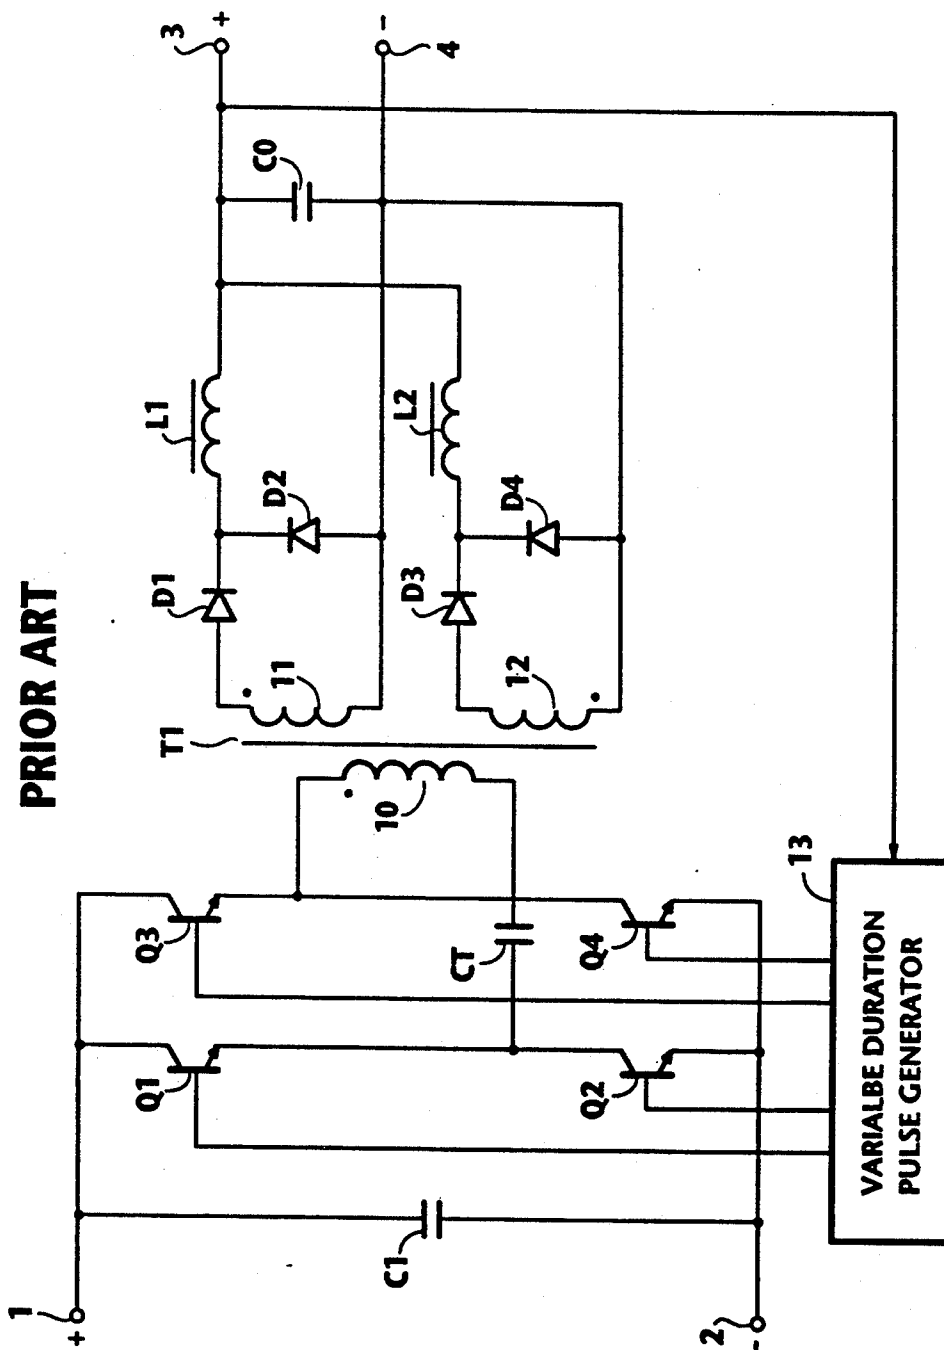 PRIOR ART
1
+
2
-
C1
Q1
Q3
Q2
Q4
CT
T1
10
11
12
D1
D2
D3
D4
L1
L2
C0
3
+
-
4
13
VARIALBE DURATION
PULSE GENERATOR